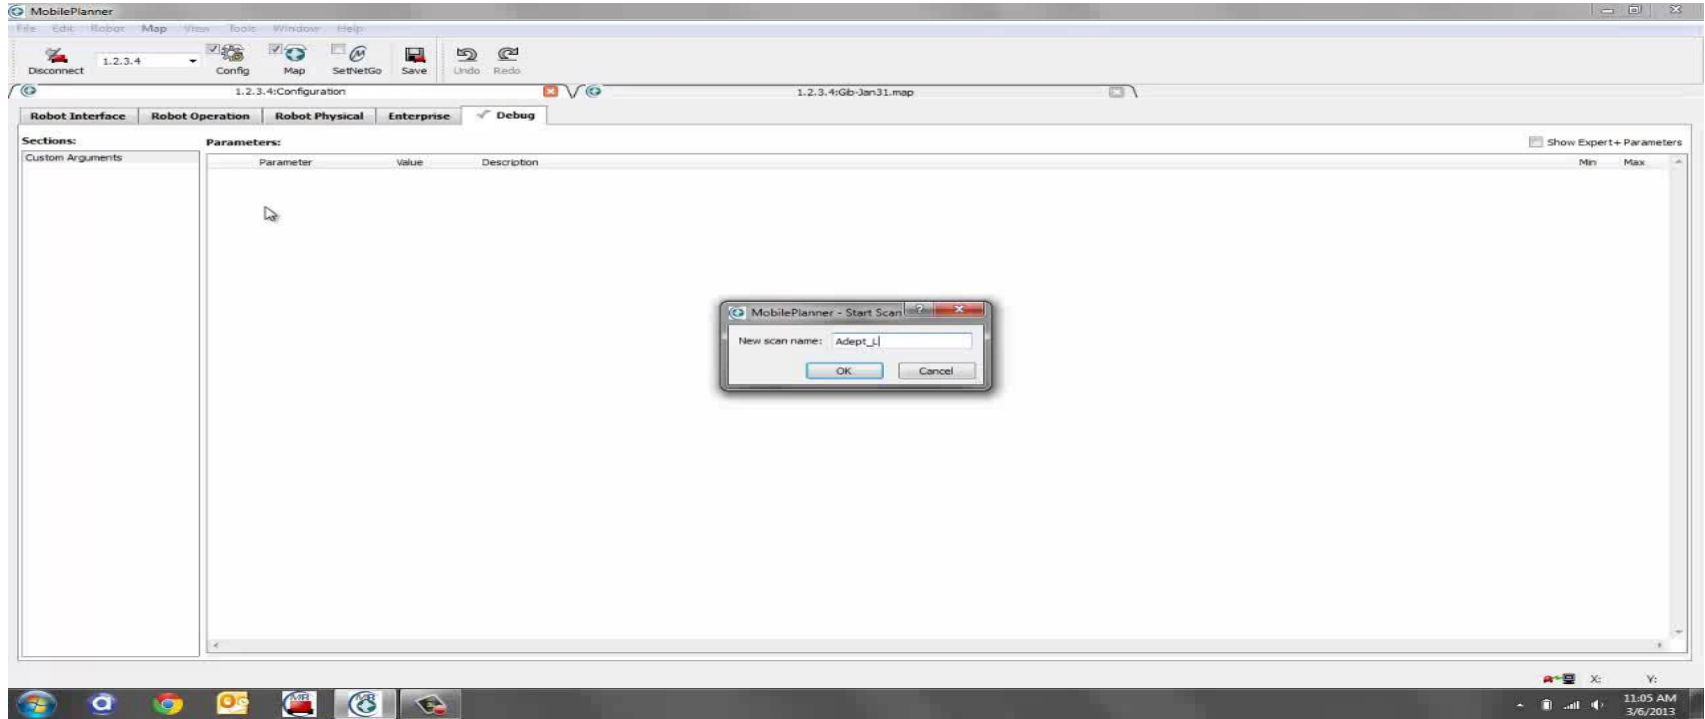 MobilePlanner
File Edit Robot Map View Tools Window Help
Disconnect 1.2.3.4 Config Map SetNetGo Save Undo Redo
1.2.3.4:Configuration 1.2.3.4:Gib-Jan31.map
Robot Interface Robot Operation Robot Physical Enterprise Debug
Sections: Parameters: Show Expert+ Parameters
Custom Arguments Parameter Value Description Min Max
MobilePlanner - Start Scan
New scan name: Adept_L
OK Cancel
X: Y:
11:05 AM
3/6/2013